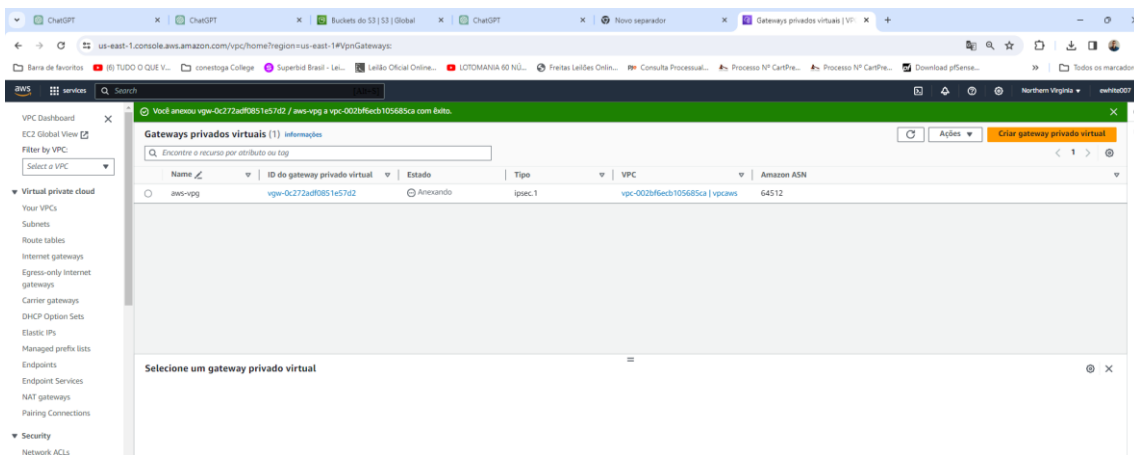 ChatGPT
ChatGPT
Buckets do S3 | S3 | Global
ChatGPT
Novo separador
Gateways privados virtuais | VP
us-east-1.console.aws.amazon.com/vpc/home?region=us-east-1#VpnGateways:
Barra de favoritos (6) TUDO O QUE V... conestoga College Superbid Brasil - Lei... Leilão Oficial Online... LOTOMANIA 60 NÚ... Freitas Leilões Onlin... Consulta Processual... Processo Nº CartPre... Processo Nº CartPre... Download pfSense... » Todos os marcador
aws services Search [Alt+S] Northern Virginia ewhite007
VPC Dashboard
EC2 Global View
Filter by VPC:
Select a VPC
Virtual private cloud
Your VPCs
Subnets
Route tables
Internet gateways
Egress-only Internet
gateways
Carrier gateways
DHCP Option Sets
Elastic IPs
Managed prefix lists
Endpoints
Endpoint Services
NAT gateways
Pairing Connections
Security
Network ACLs
Você anexou vgw-0c272adff0851e57d2 / aws-vpg a vpc-002bf6ecb105685ca com êxito.
Gateways privados virtuais (1) informações
Ações Criar gateway privado virtual
Encontre o recurso por atributo ou tag
1
Name ID do gateway privado virtual Estado Tipo VPC Amazon ASN
aws-vpg vgw-0c272adff0851e57d2 Anexando ipsec.1 vpc-002bf6ecb105685ca | vpcaws 64512
Selecione um gateway privado virtual